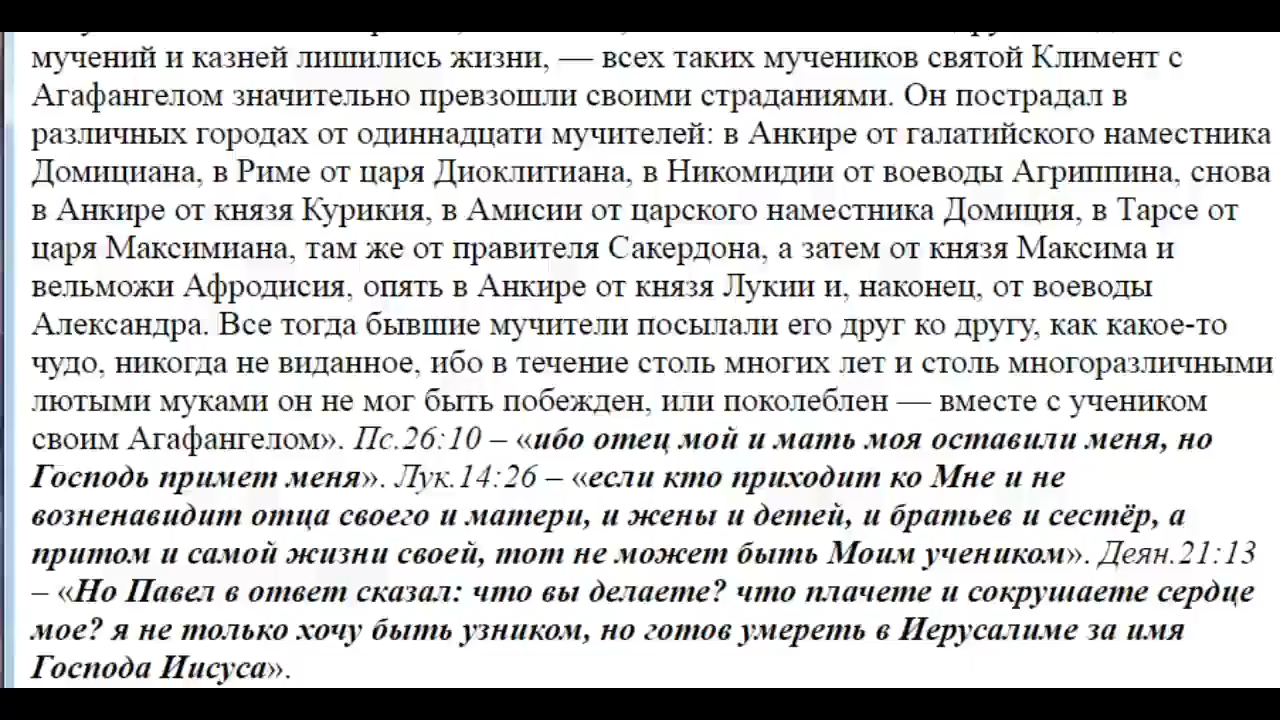 мучений и казней лишились жизни, — всех таких мучеников святой Климент с
Агафангелом значительно превзошли своими страданиями. Он пострадал в
различных городах от одиннадцати мучителей: в Анкире от галатийского наместника
Домициана, в Риме от царя Диоклитиана, в Никомидии от воеводы Агриппина, снова
в Анкире от князя Курикия, в Амисии от царского наместника Домиция, в Тарсе от
царя Максимиана, там же от правителя Сакердона, а затем от князя Максима и
вельможи Афродисия, опять в Анкире от князя Лукии и, наконец, от воеводы
Александра. Все тогда бывшие мучители посылали его друг ко другу, как какое-то
чудо, никогда не виданное, ибо в течение столь многих лет и столь многоразличными
лютыми муками он не мог быть побежден, или поколеблен — вместе с учеником
своим Агафангелом». Пс.26:10 – «ибо отец мой и мать моя оставили меня, но
Господь примет меня». Лук.14:26 – «если кто приходит ко Мне и не
возненавидит отца своего и матери, и жены и детей, и братьев и сестёр, а
притом и самой жизни своей, тот не может быть Моим учеником». Деян.21:13
– «Но Павел в ответ сказал: что вы делаете? что плачете и сокрушаете сердце
мое? я не только хочу быть узником, но готов умереть в Иерусалиме за имя
Господа Иисуса».